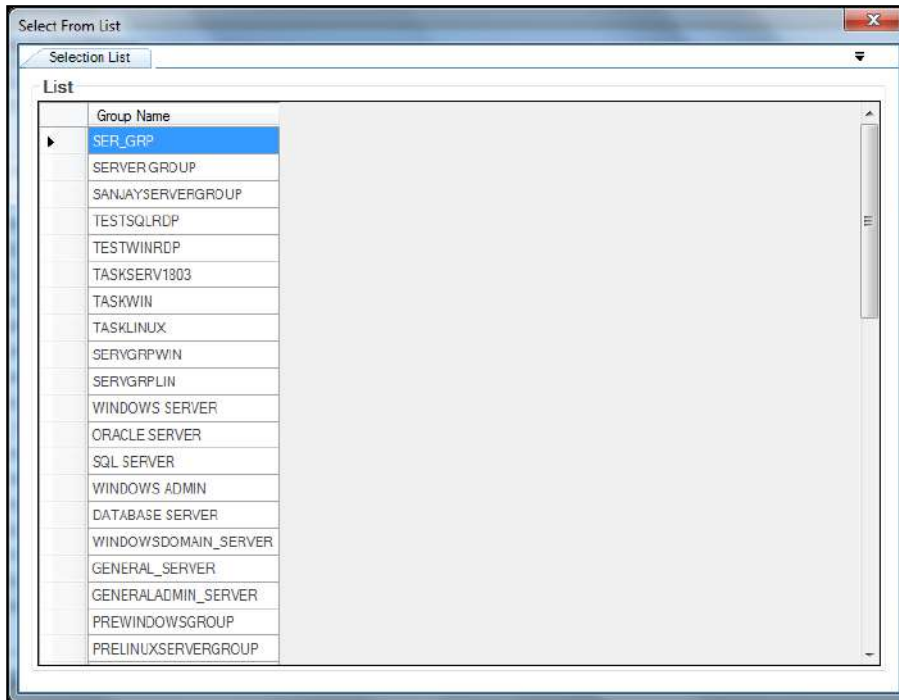 Select From List
Selection List
List
Group Name
SER_GRP
SERVER GROUP
SANJAYSERVERGROUP
TESTSQLRDP
TESTWINRDP
TASKSERV1803
TASKWIN
TASKLINUX
SERVGRPWIN
SERVGRPLIN
WINDOWS SERVER
ORACLE SERVER
SQL SERVER
WINDOWS ADMIN
DATABASE SERVER
WINDOWSDOMAIN_SERVER
GENERAL_SERVER
GENERALADMIN_SERVER
PREWINDOWSGROUP
PRELINUXSERVERGROUP